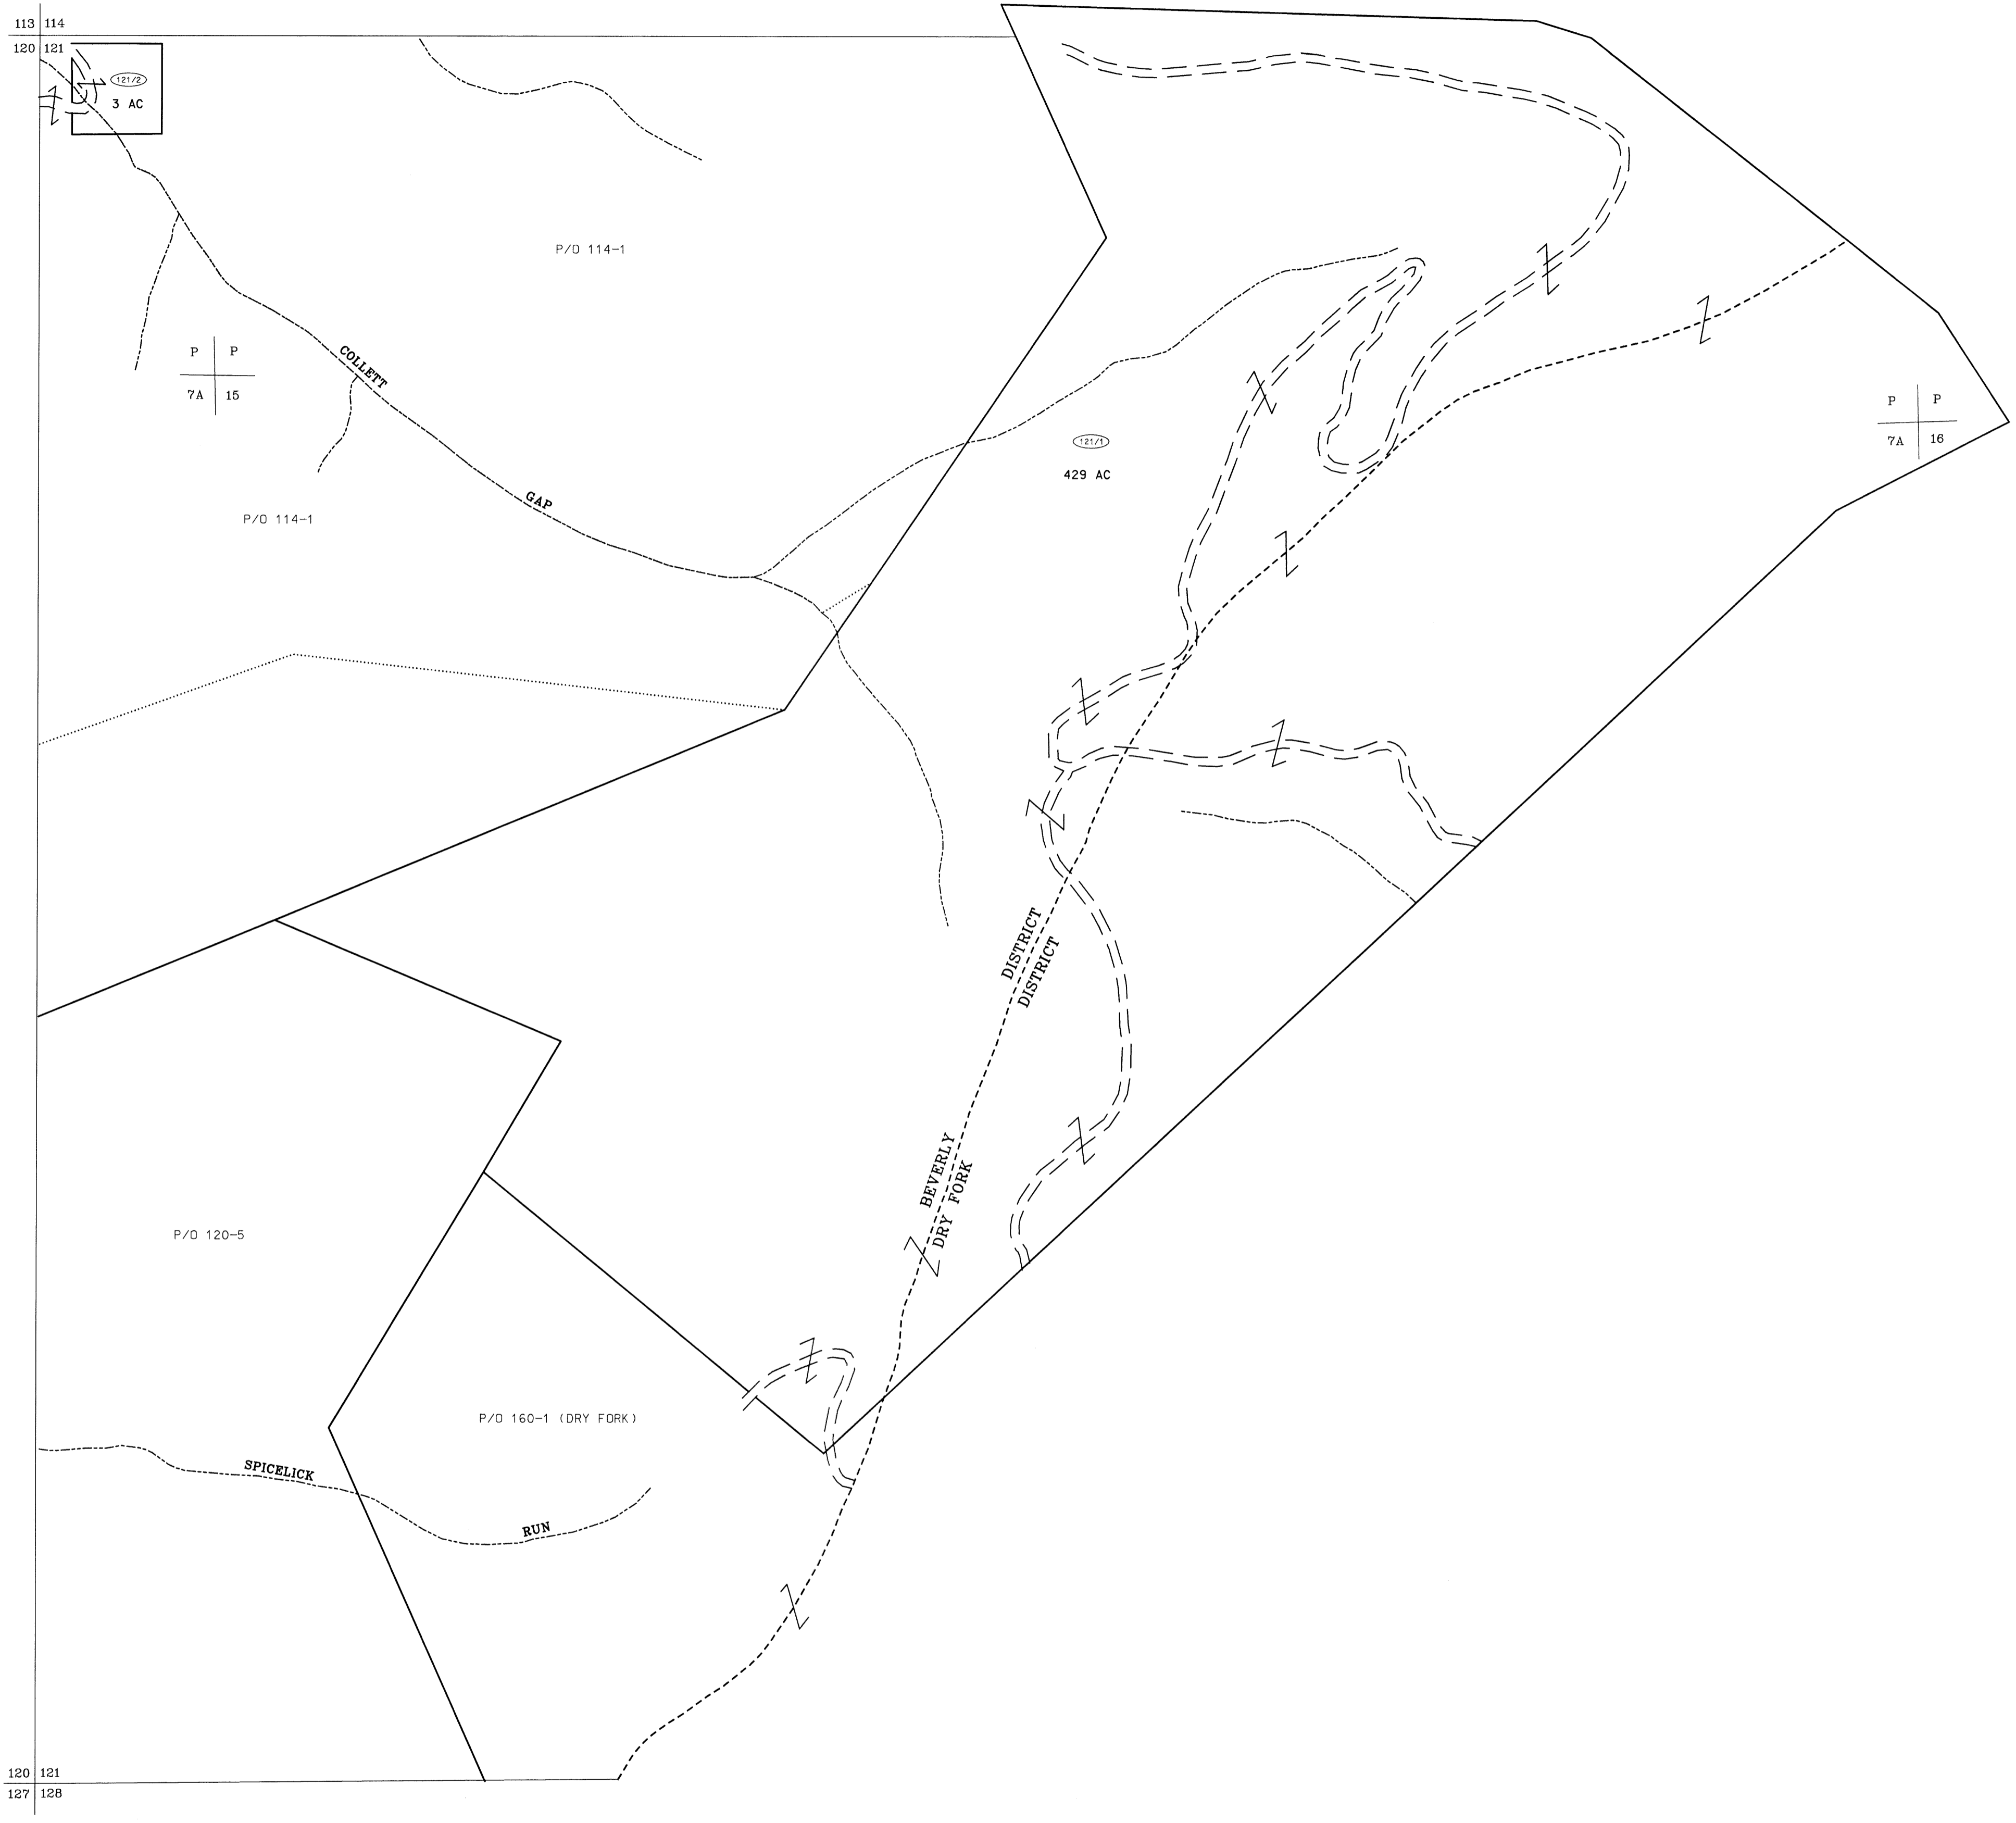 113 114
120 121
121/2
3 AC
P/O 114-1
P P
7A 15
COLLETT
P P
7A 16
121/1
429 AC
GAP
P/O 114-1
DISTRICT
DISTRICT
BEVERLY
DRY FORK
P/O 120-5
P/O 160-1 (DRY FORK)
SPICELICK
RUN
120 121
127 128